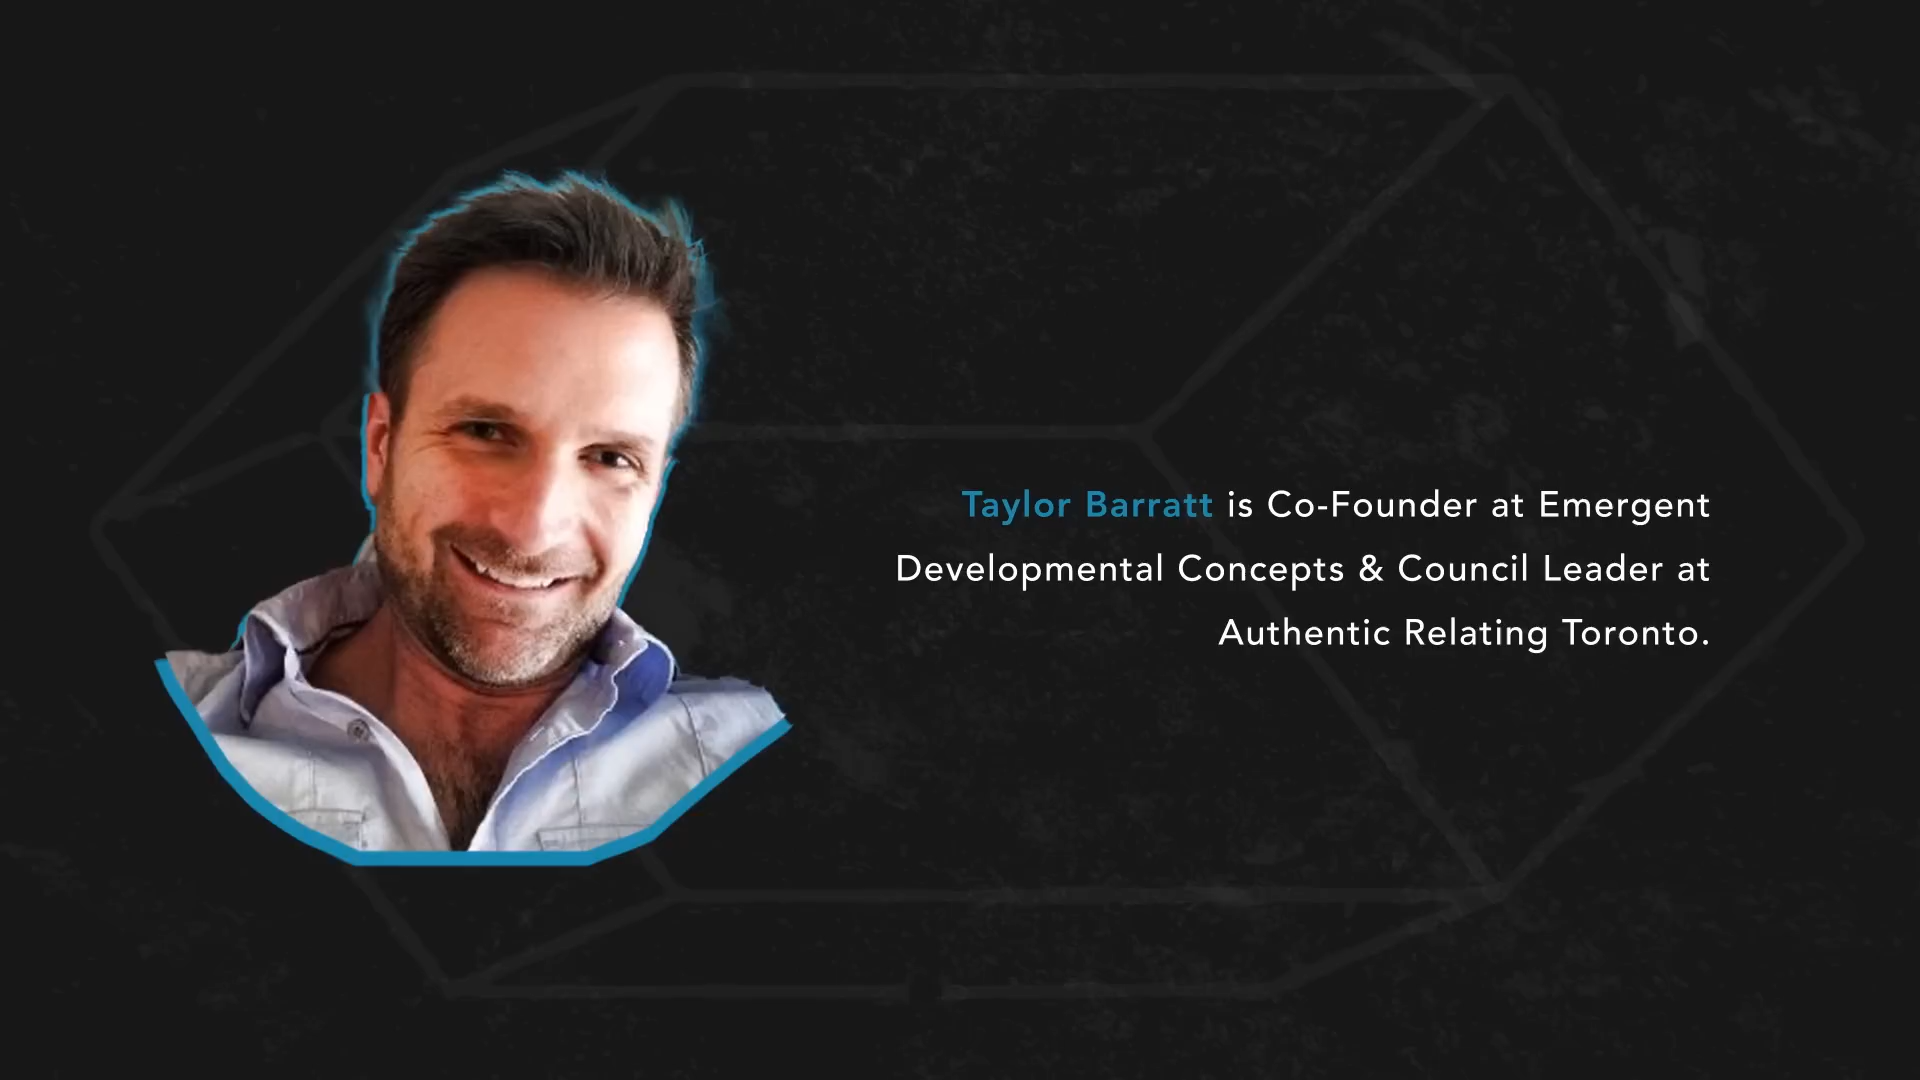 Taylor Barratt is Co-Founder at Emergent
Developmental Concepts & Council Leader at
Authentic Relating Toronto.